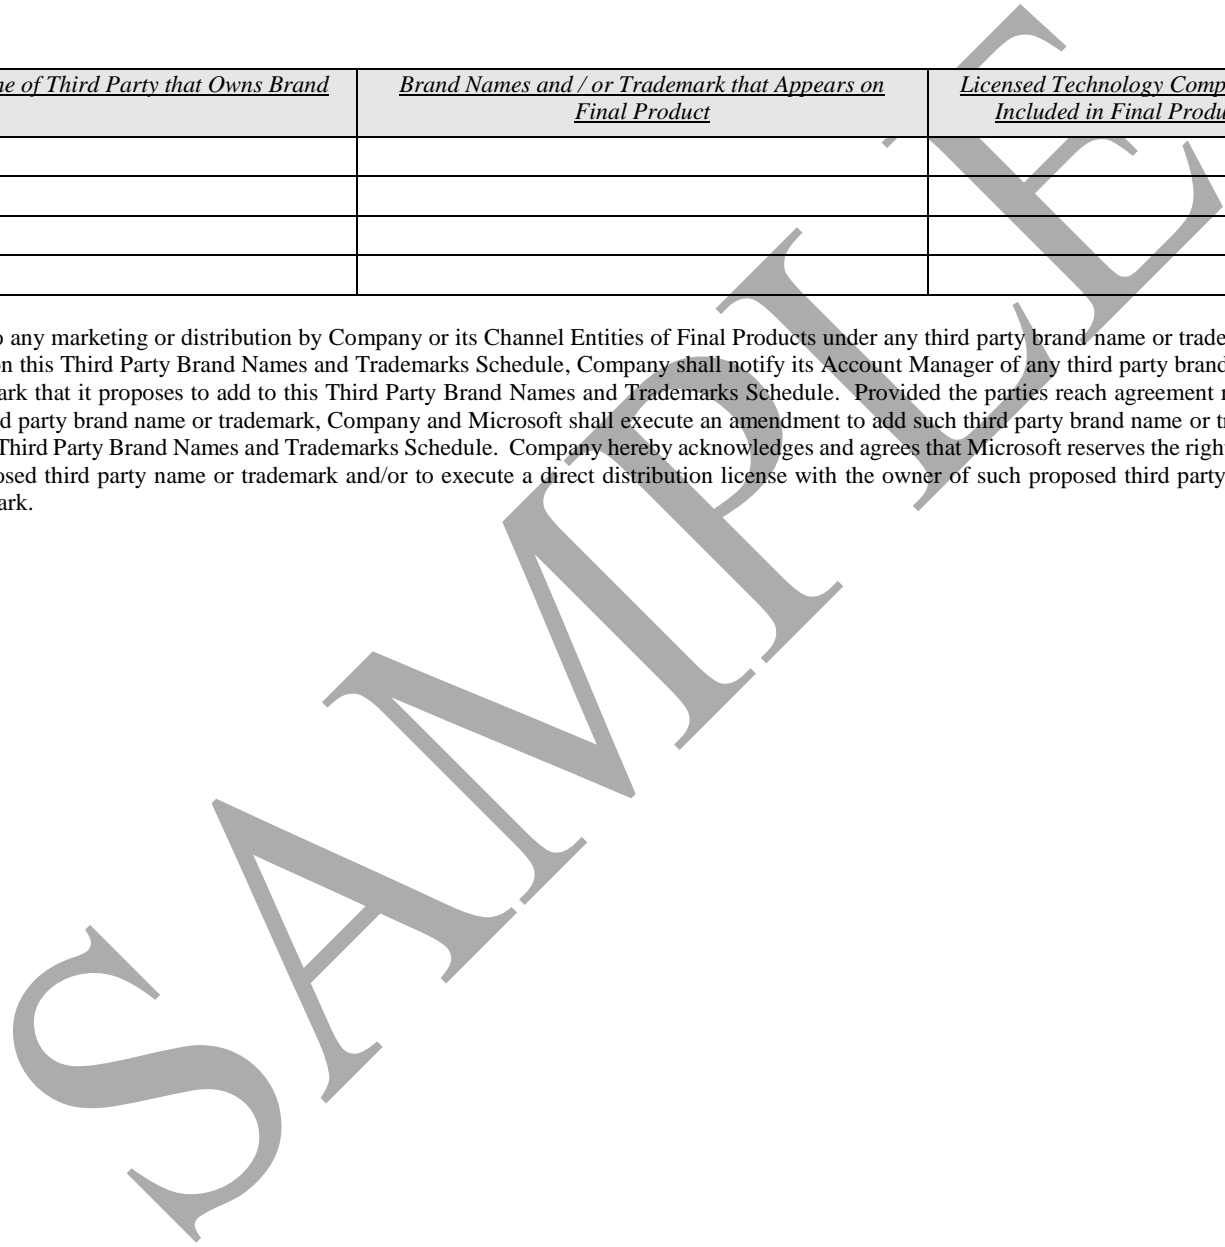 ne of Third Party that Owns Brand
Brand Names and / or Trademark that Appears on
Final Product
Licensed Technology Comp
Included in Final Produ
o any marketing or distribution by Company or its Channel Entities of Final Products under any third party brand name or trade
on this Third Party Brand Names and Trademarks Schedule, Company shall notify its Account Manager of any third party brand
ark that it proposes to add to this Third Party Brand Names and Trademarks Schedule.  Provided the parties reach agreement r
d party brand name or trademark, Company and Microsoft shall execute an amendment to add such third party brand name or tr
Third Party Brand Names and Trademarks Schedule.  Company hereby acknowledges and agrees that Microsoft reserves the right
osed third party name or trademark and/or to execute a direct distribution license with the owner of such proposed third party
ark.
SAMPLE